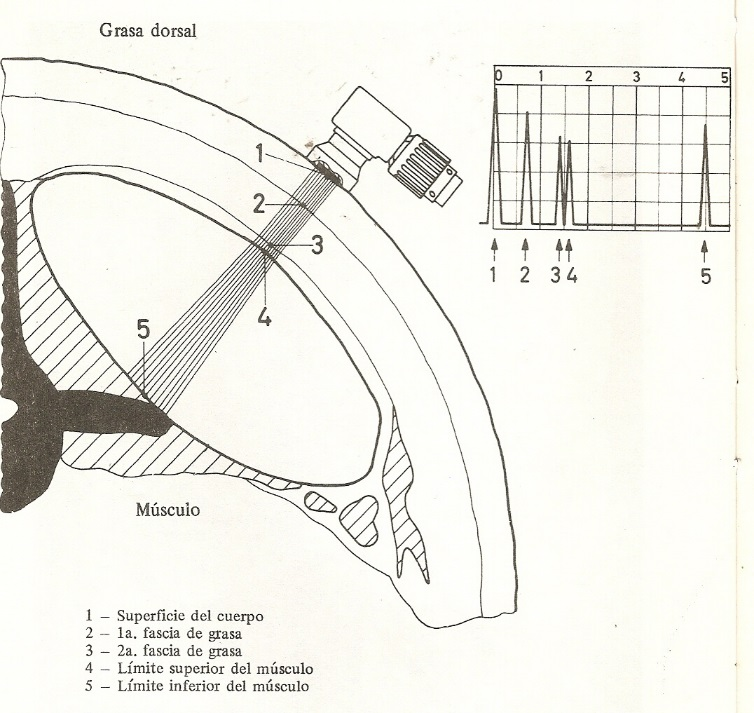 Grasa dorsal
0 1 2 3 4 5
1
2
3
4
5
1 2 3 4 5
Músculo
1 – Superficie del cuerpo
2 – 1a. fascia de grasa
3 – 2a. fascia de grasa
4 – Límite superior del músculo
5 – Límite inferior del músculo